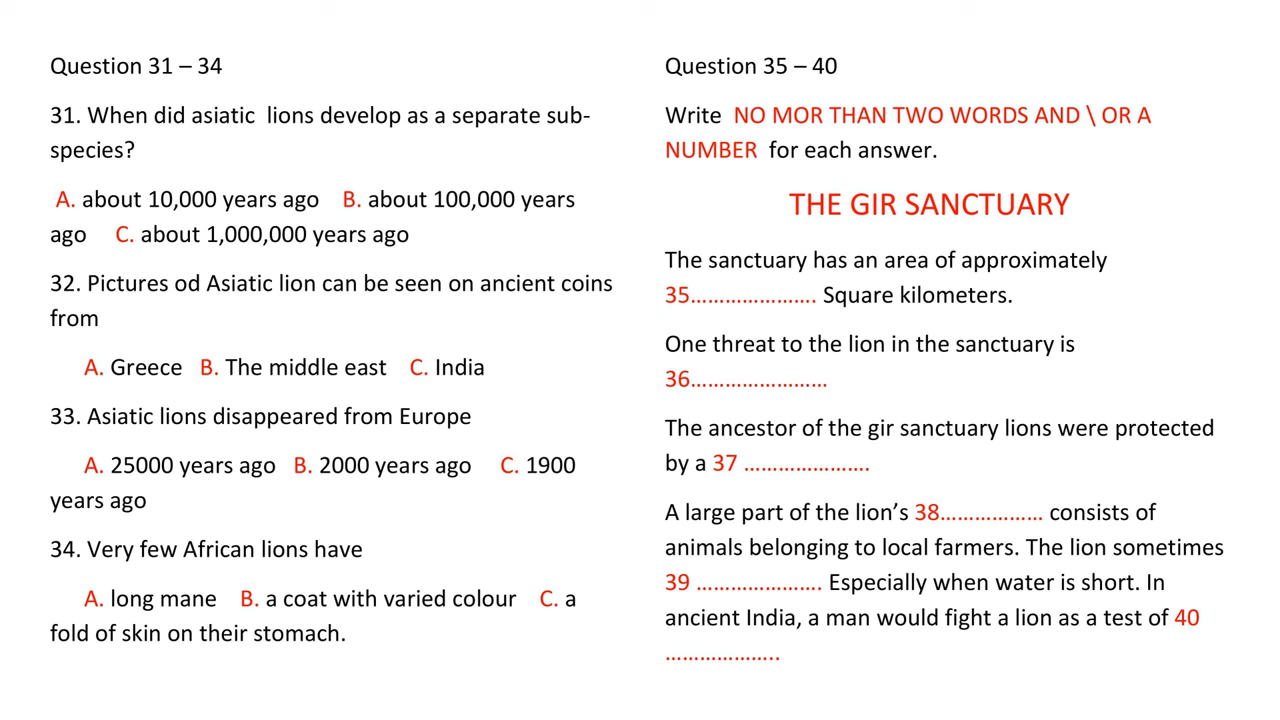 Question 31 – 34
31. When did asiatic  lions develop as a separate sub-
species?
A. about 10,000 years ago    B. about 100,000 years
ago     C. about 1,000,000 years ago
32. Pictures od Asiatic lion can be seen on ancient coins
from
A. Greece   B. The middle east    C. India
33. Asiatic lions disappeared from Europe
A. 25000 years ago   B. 2000 years ago     C. 1900
years ago
34. Very few African lions have
A. long mane    B. a coat with varied colour    C. a
fold of skin on their stomach.
Question 35 – 40
Write  NO MOR THAN TWO WORDS AND \ OR A
NUMBER  for each answer.
THE GIR SANCTUARY
The sanctuary has an area of approximately
35…………………. Square kilometers.
One threat to the lion in the sanctuary is
36……………………
The ancestor of the gir sanctuary lions were protected
by a 37 ………………….
A large part of the lion’s 38……………… consists of
animals belonging to local farmers. The lion sometimes
39 …………………. Especially when water is short. In
ancient India, a man would fight a lion as a test of 40
………………..